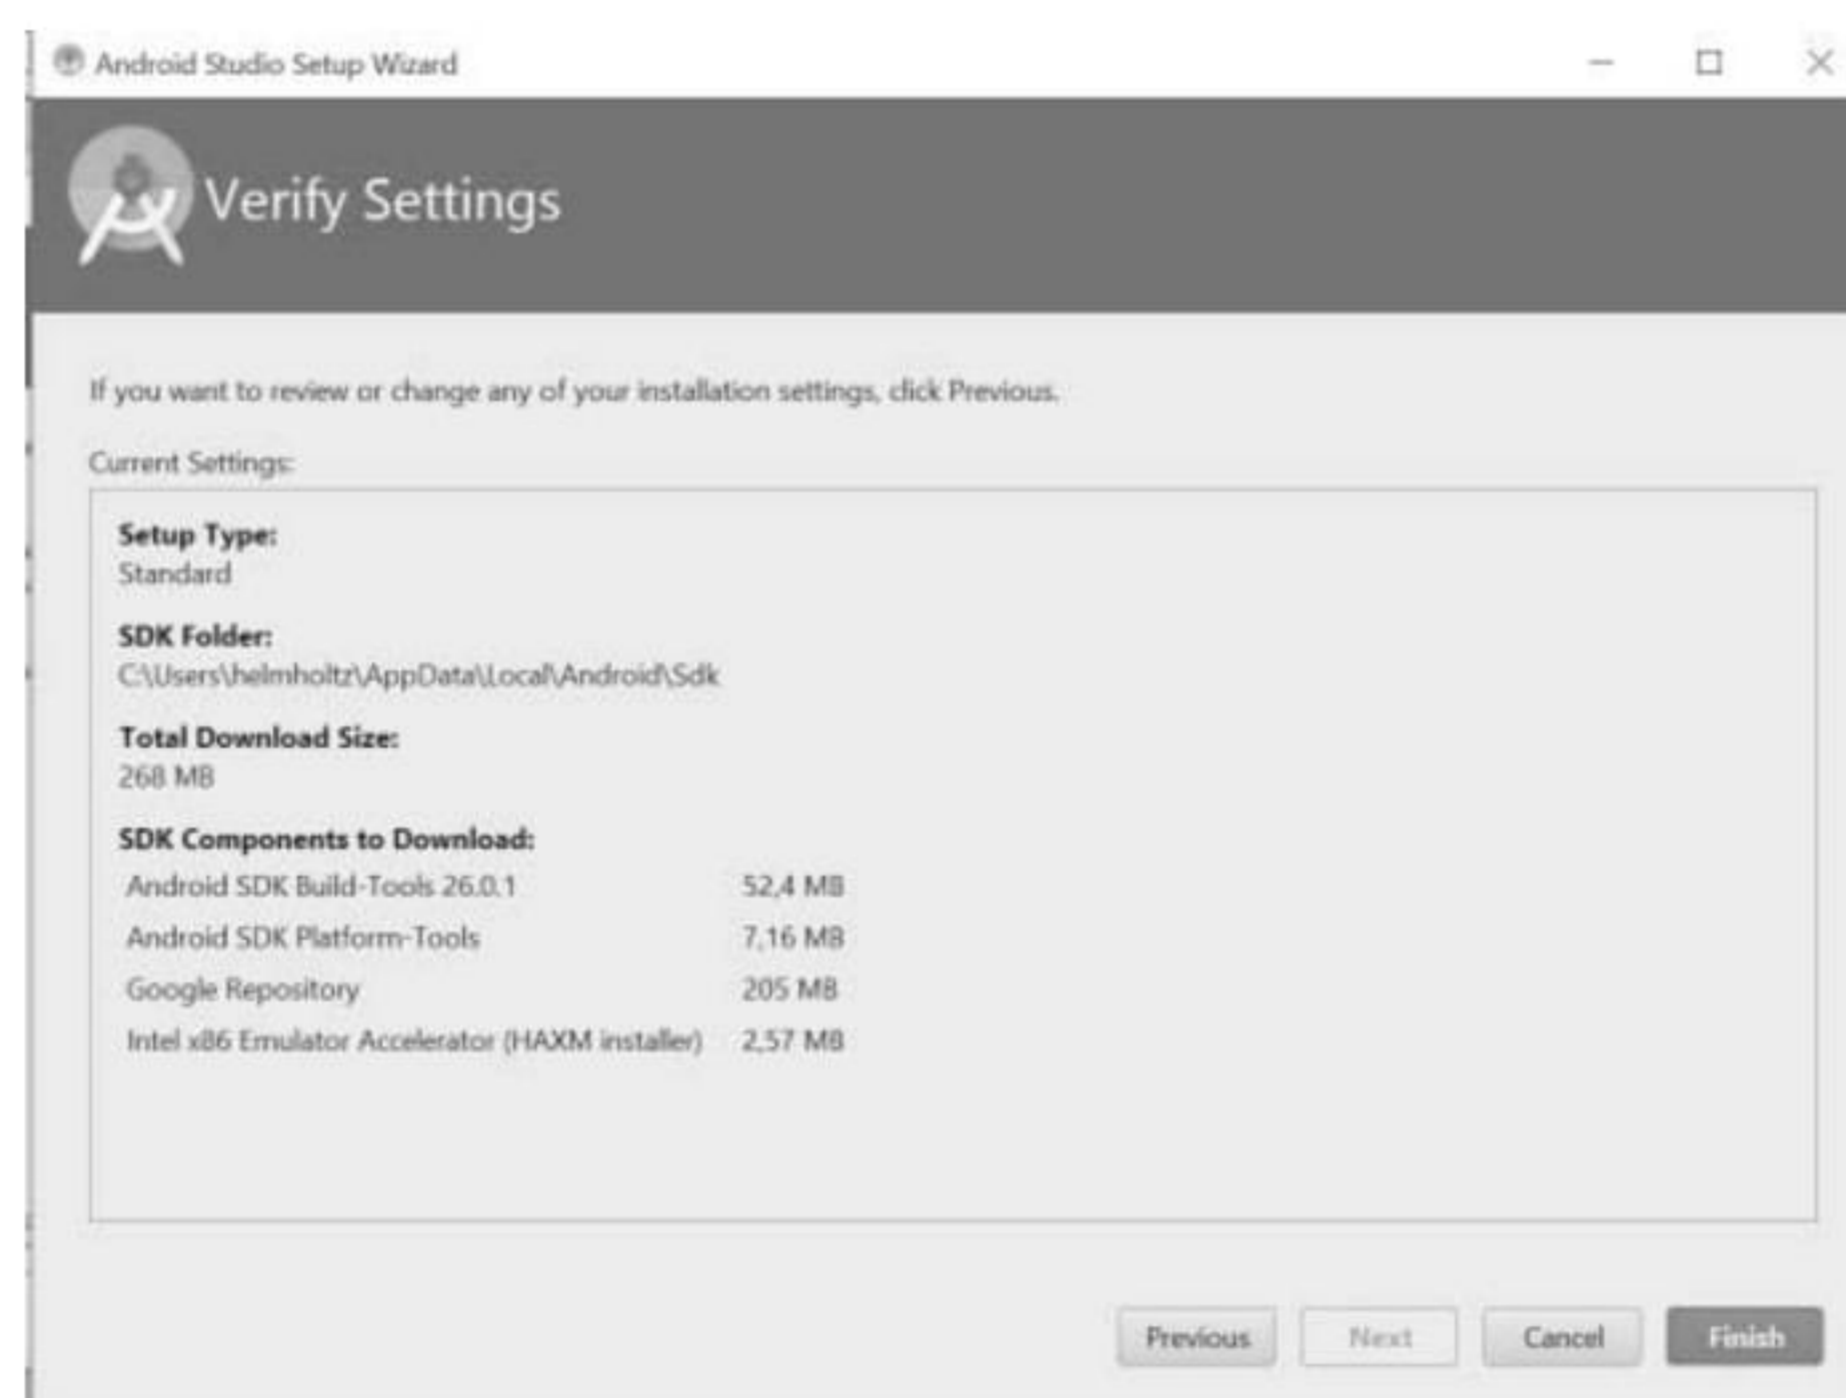 Android Studio Setup Wizard
Verify Settings
If you want to review or change any of your installation settings, click Previous.
Current Settings:
Setup Type:
Standard
SDK Folder:
C:\Users\helmholtz\AppData\Local\Android\Sdk
Total Download Size:
268 MB
SDK Components to Download:
Android SDK Build-Tools 26.0.1 52,4 MB
Android SDK Platform-Tools 7,16 MB
Google Repository 205 MB
Intel x86 Emulator Accelerator (HAXM installer) 2,57 MB
Previous Next Cancel Finish